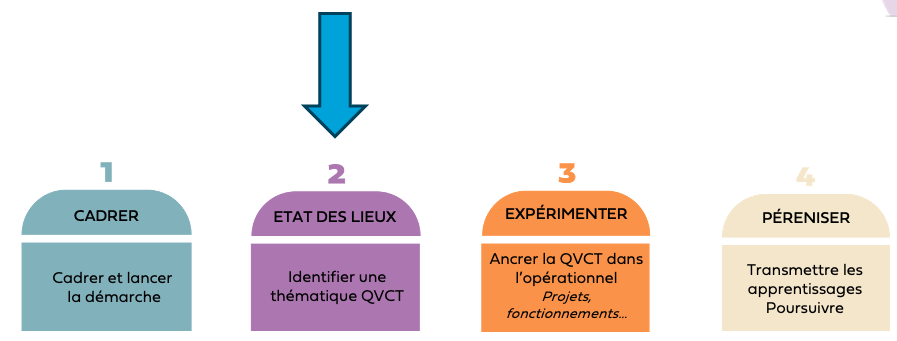 1
CADRER
Cadrer et lancer
la démarche
2
ETAT DES LIEUX
Identifier une
thématique QVCT
3
EXPÉRIMENTER
Ancrer la QVCT dans
l'opérationnel
Projets,
fonctionnements...
4
PÉRENISER
Transmettre les
apprentissages
Poursuivre